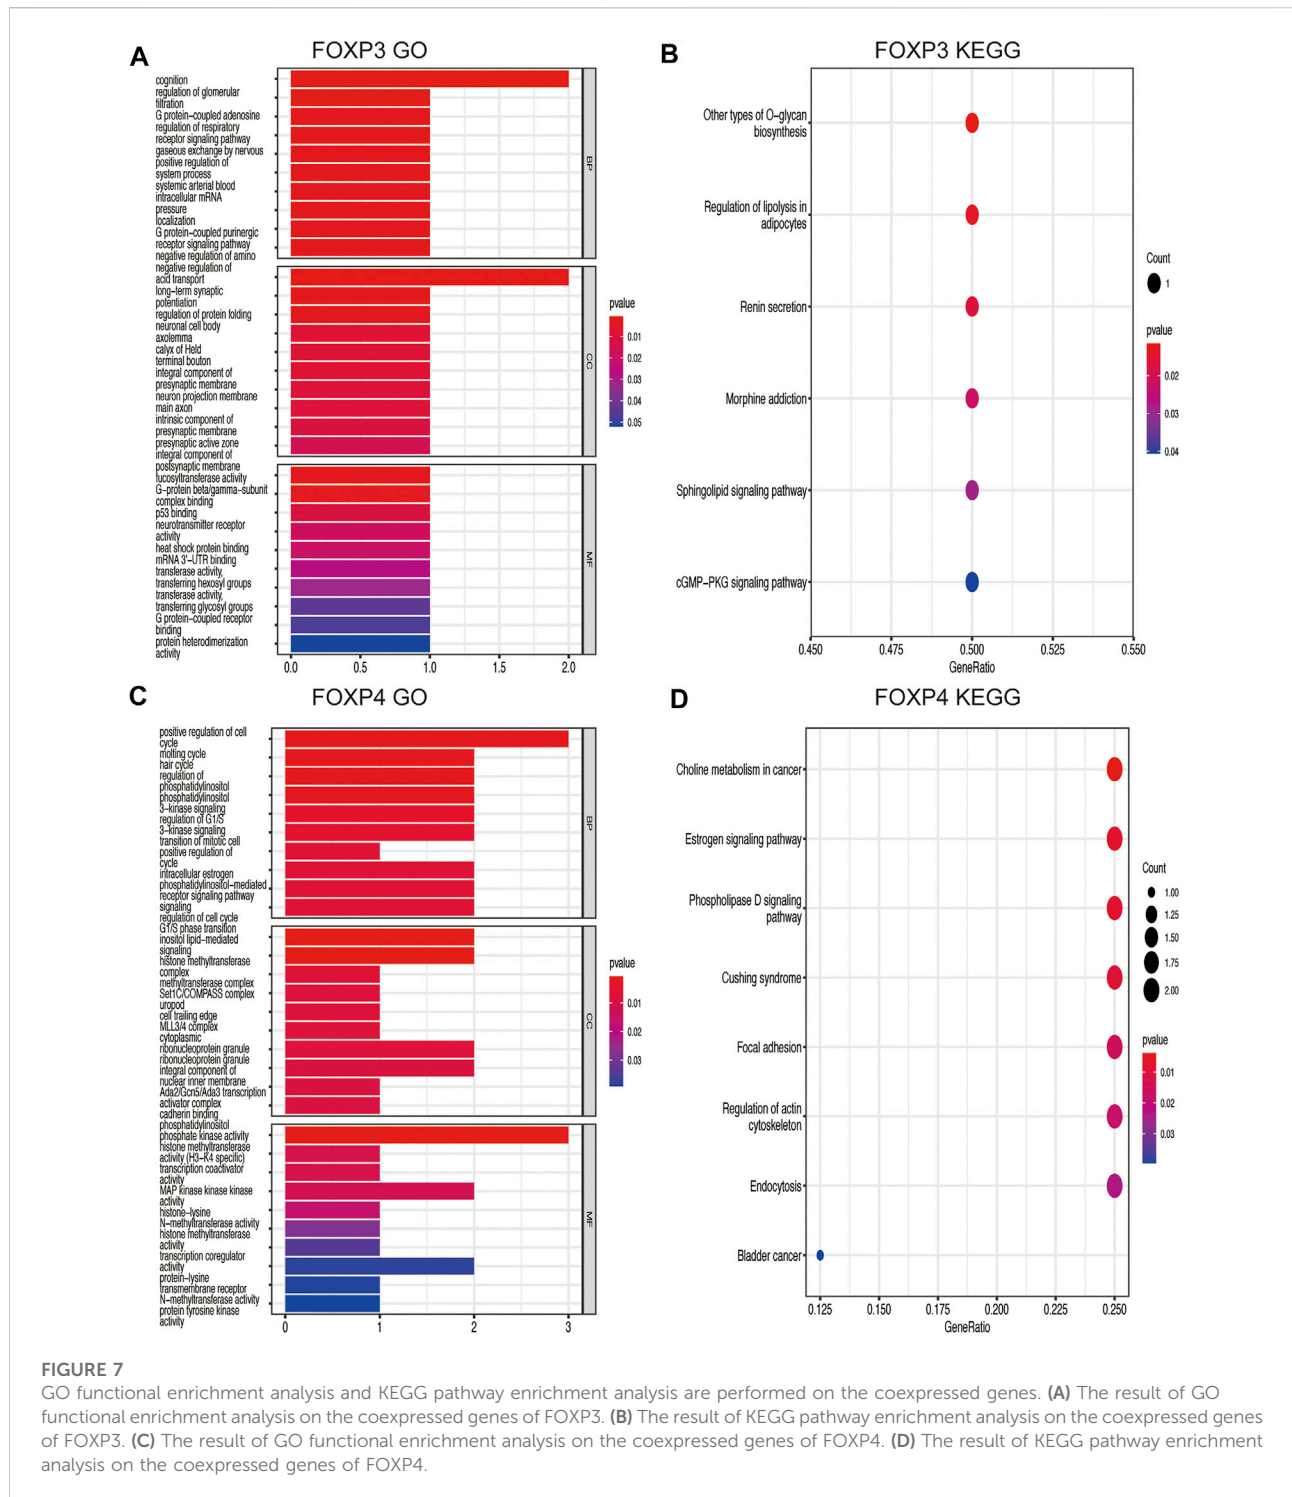 A
FOXP3 GO
cognition
regulation of glomerular
filtration
G protein-coupled adenosine
regulation of respiratory
receptor signaling pathway
gaseous exchange by nervous
positive regulation of
system process
systemic arterial blood
intracellular mRNA
pressure
localization
G protein-coupled purinergic
receptor signaling pathway
negative regulation of amino
negative regulation of
acid transport
long-term synaptic
potentiation
regulation of protein folding
neuronal cell body
axolemma
calyx of Held
terminal bouton
integral component of
presynaptic membrane
neuron projection membrane
main axon
intrinsic component of
presynaptic membrane
presynaptic active zone
integral component of
postsynaptic membrane
fucosyltransferase activity
G-protein beta/gamma-subunit
complex binding
p53 binding
neurotransmitter receptor
activity
heat shock protein binding
mRNA 3'-UTR binding
transferase activity,
transferring hexosyl groups
transferase activity,
transferring glycosyl groups
G protein-coupled receptor
binding
protein heterodimerization
activity
BP
CC
MF
0.0 0.5 1.0 1.5 2.0
pvalue
0.01
0.02
0.03
0.04
0.05
B
FOXP3 KEGG
Other types of O-glycan
biosynthesis
Regulation of lipolysis in
adipocytes
Renin secretion
Morphine addiction
Sphingolipid signaling pathway
cGMP-PKG signaling pathway
0.450 0.475 0.500 0.525 0.550
GeneRatio
Count
1
pvalue
0.02
0.03
0.04
C
FOXP4 GO
positive regulation of cell
cycle
molting cycle
hair cycle
regulation of
phosphatidylinositol
phosphatidylinositol
3-kinase signaling
regulation of G1/S
3-kinase signaling
transition of mitotic cell
positive regulation of
cycle
intracellular estrogen
phosphatidylinositol-mediated
receptor signaling pathway
signaling
regulation of cell cycle
G1/S phase transition
inositol lipid-mediated
signaling
histone methyltransferase
complex
methyltransferase complex
Set1C/COMPASS complex
uropod
cell trailing edge
MLL3/4 complex
cytoplasmic
ribonucleoprotein granule
ribonucleoprotein granule
integral component of
nuclear inner membrane
Ada2/Gcn5/Ada3 transcription
activator complex
cadherin binding
phosphatidylinositol
phosphate kinase activity
histone methyltransferase
activity (H3-K4 specific)
transcription coactivator
activity
MAP kinase kinase kinase
activity
histone-lysine
N-methyltransferase activity
histone methyltransferase
activity
transcription coregulator
activity
protein-lysine
transmembrane receptor
N-methyltransferase activity
protein tyrosine kinase
activity
BP
CC
MF
0 1 2 3
pvalue
0.01
0.02
0.03
D
FOXP4 KEGG
Choline metabolism in cancer
Estrogen signaling pathway
Phospholipase D signaling
pathway
Cushing syndrome
Focal adhesion
Regulation of actin
cytoskeleton
Endocytosis
Bladder cancer
0.125 0.150 0.175 0.200 0.225 0.250
GeneRatio
Count
1.00
1.25
1.50
1.75
2.00
pvalue
0.01
0.02
0.03
FIGURE 7
GO functional enrichment analysis and KEGG pathway enrichment analysis are performed on the coexpressed genes. (A) The result of GO
functional enrichment analysis on the coexpressed genes of FOXP3. (B) The result of KEGG pathway enrichment analysis on the coexpressed genes
of FOXP3. (C) The result of GO functional enrichment analysis on the coexpressed genes of FOXP4. (D) The result of KEGG pathway enrichment
analysis on the coexpressed genes of FOXP4.